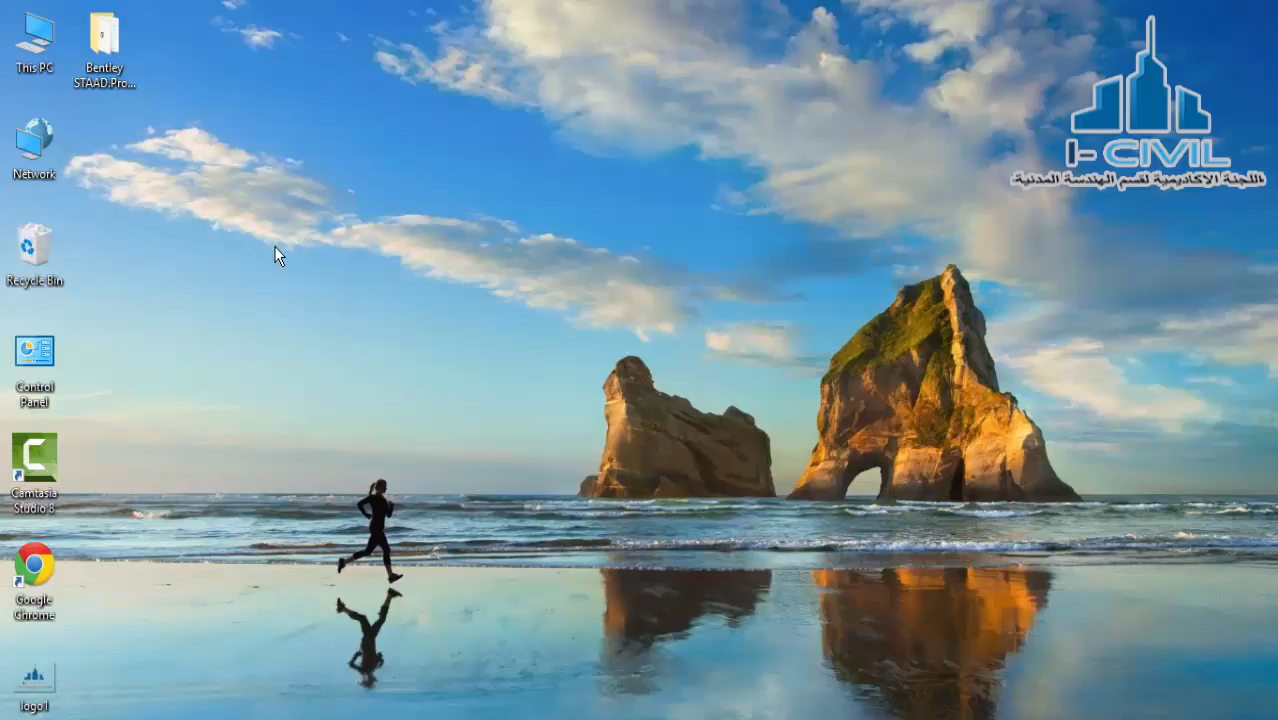 This PC
Bentley
STAAD.Pro...
Network
Recycle Bin
Control
Panel
Camtasia
Studio 8
Google
Chrome
logo1
I- CIVIL
اللجنة الاكاديمية لقسم الهندسة المدنية